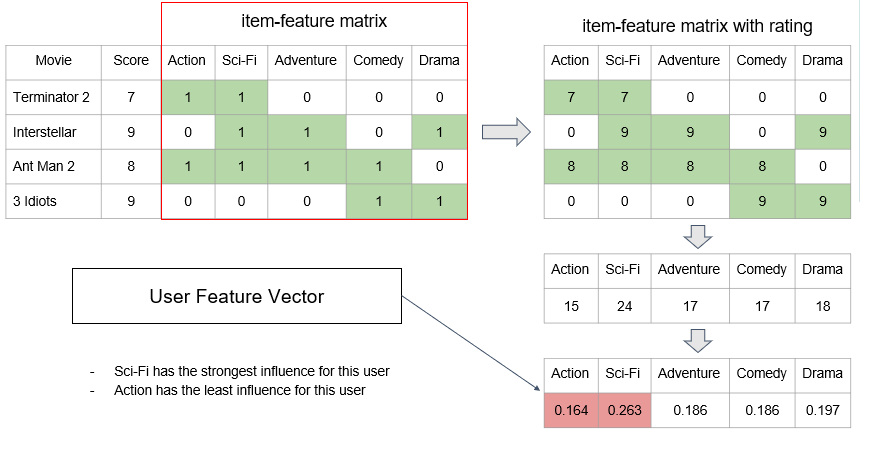 item-feature matrix
item-feature matrix with rating
Movie Score Action Sci-Fi Adventure Comedy Drama
Terminator 2 7 1 1 0 0 0
Interstellar 9 0 1 1 0 1
Ant Man 2 8 1 1 1 1 0
3 Idiots 9 0 0 0 1 1
Action Sci-Fi Adventure Comedy Drama
7 7 0 0 0
0 9 9 0 9
8 8 8 8 0
0 0 0 9 9
Action Sci-Fi Adventure Comedy Drama
15 24 17 17 18
User Feature Vector
- Sci-Fi has the strongest influence for this user
- Action has the least influence for this user
Action Sci-Fi Adventure Comedy Drama
0.164 0.263 0.186 0.186 0.197